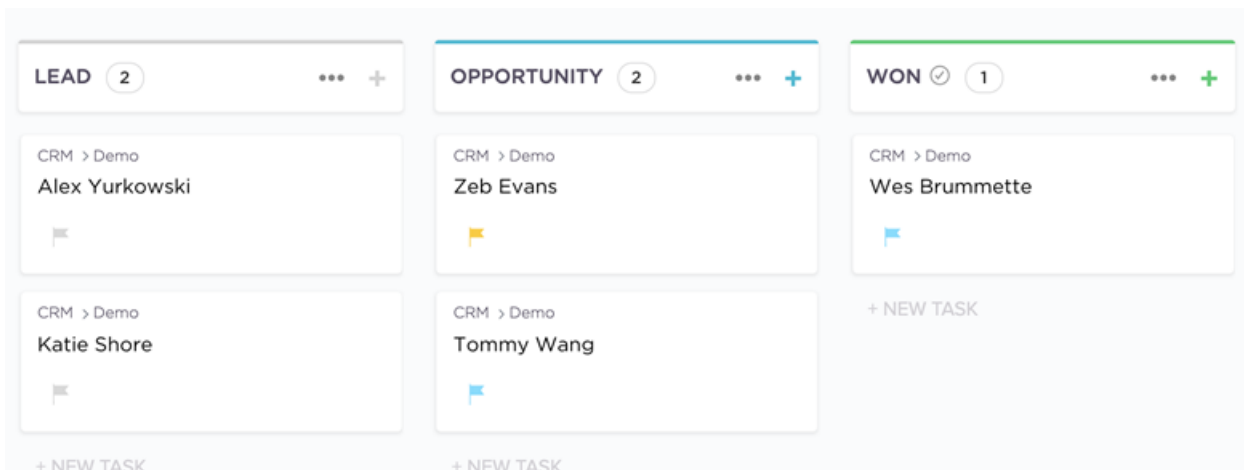 LEAD 2
CRM > Demo
Alex Yurkowski
CRM > Demo
Katie Shore
+ NEW TASK
OPPORTUNITY 2
CRM > Demo
Zeb Evans
CRM > Demo
Tommy Wang
+ NEW TASK
WON 1
CRM > Demo
Wes Brummette
+ NEW TASK